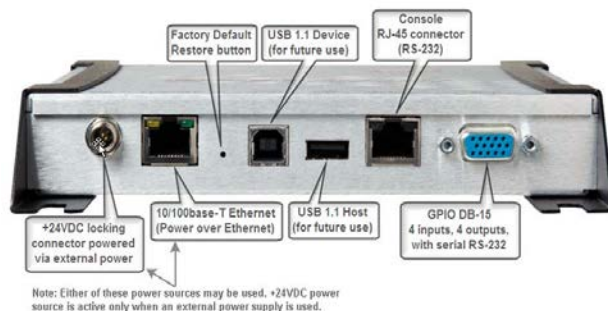 Factory Default
Restore button
USB 1.1 Device
(for future use)
Console
RJ-45 connector
(RS-232)
+24VDC locking
connector powered
via external power
10/100base-T Ethernet
(Power over Ethernet)
USB 1.1 Host
(for future use)
GPIO DB-15
4 inputs, 4 outputs,
with serial RS-232
Note: Either of these power sources may be used. +24VDC power
source is active only when an external power supply is used.